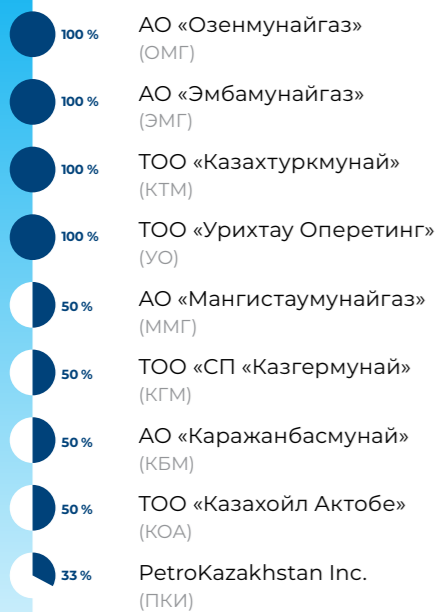 100 %
АО «Озенмунайгаз»
(ОМГ)
100 %
АО «Эмбамунайгаз»
(ЭМГ)
100 %
ТОО «Казахтуркмунай»
(КТМ)
100 %
ТОО «Урихтау Оперетинг»
(УО)
50 %
АО «Мангистаумунайгаз»
(ММГ)
50 %
ТОО «СП «Казгермунай»
(КГМ)
50 %
АО «Каражанбасмунай»
(КБМ)
50 %
ТОО «Казахойл Актобе»
(КОА)
33 %
PetroKazakhstan Inc.
(ПКИ)